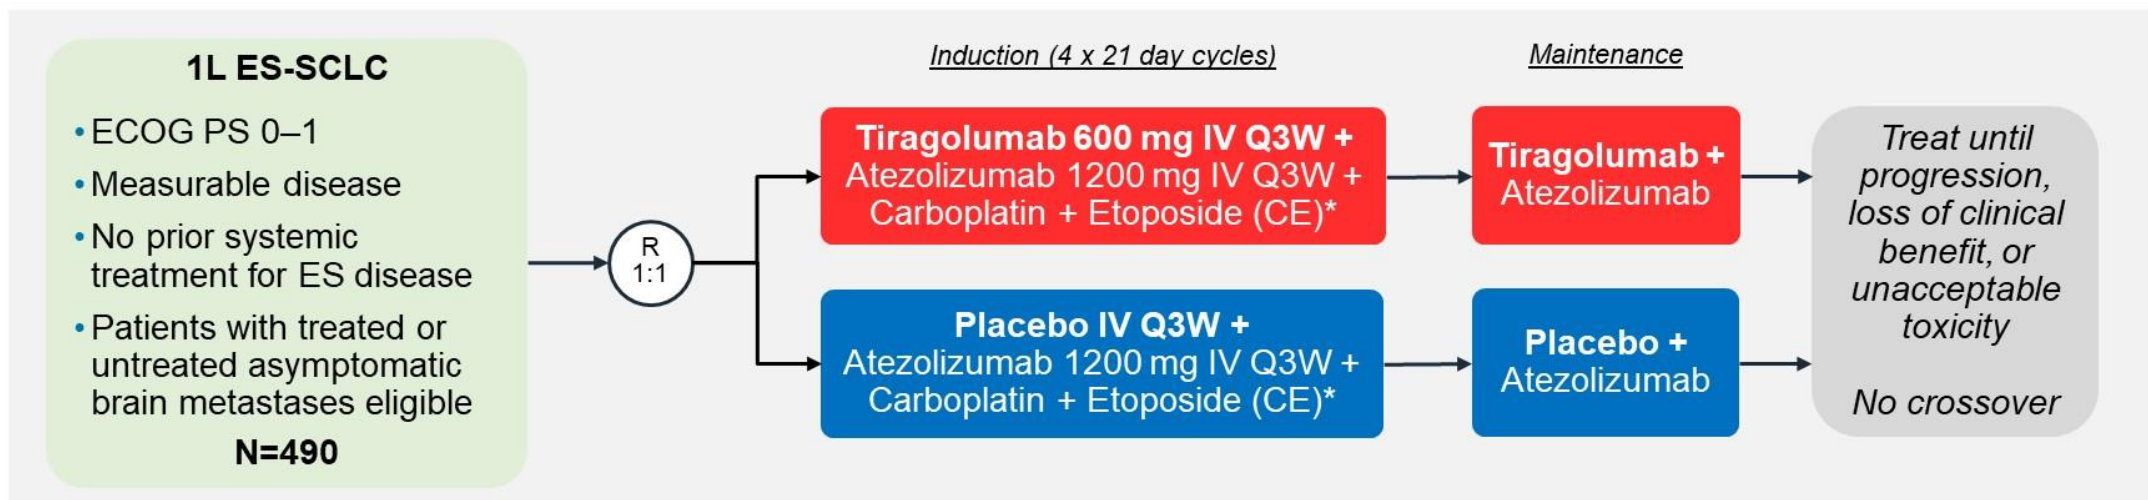 1L ES-SCLC
•ECOG PS 0–1
•Measurable disease
•No prior systemic
treatment for ES disease
•Patients with treated or
untreated asymptomatic
brain metastases eligible
N=490
R
1:1
Induction (4 x 21 day cycles)
Tiragolumab 600 mg IV Q3W +
Atezolizumab 1200 mg IV Q3W +
Carboplatin + Etoposide (CE)*
Placebo IV Q3W +
Atezolizumab 1200 mg IV Q3W +
Carboplatin + Etoposide (CE)*
Maintenance
Tiragolumab +
Atezolizumab
Placebo +
Atezolizumab
Treat until
progression,
loss of clinical
benefit, or
unacceptable
toxicity
No crossover